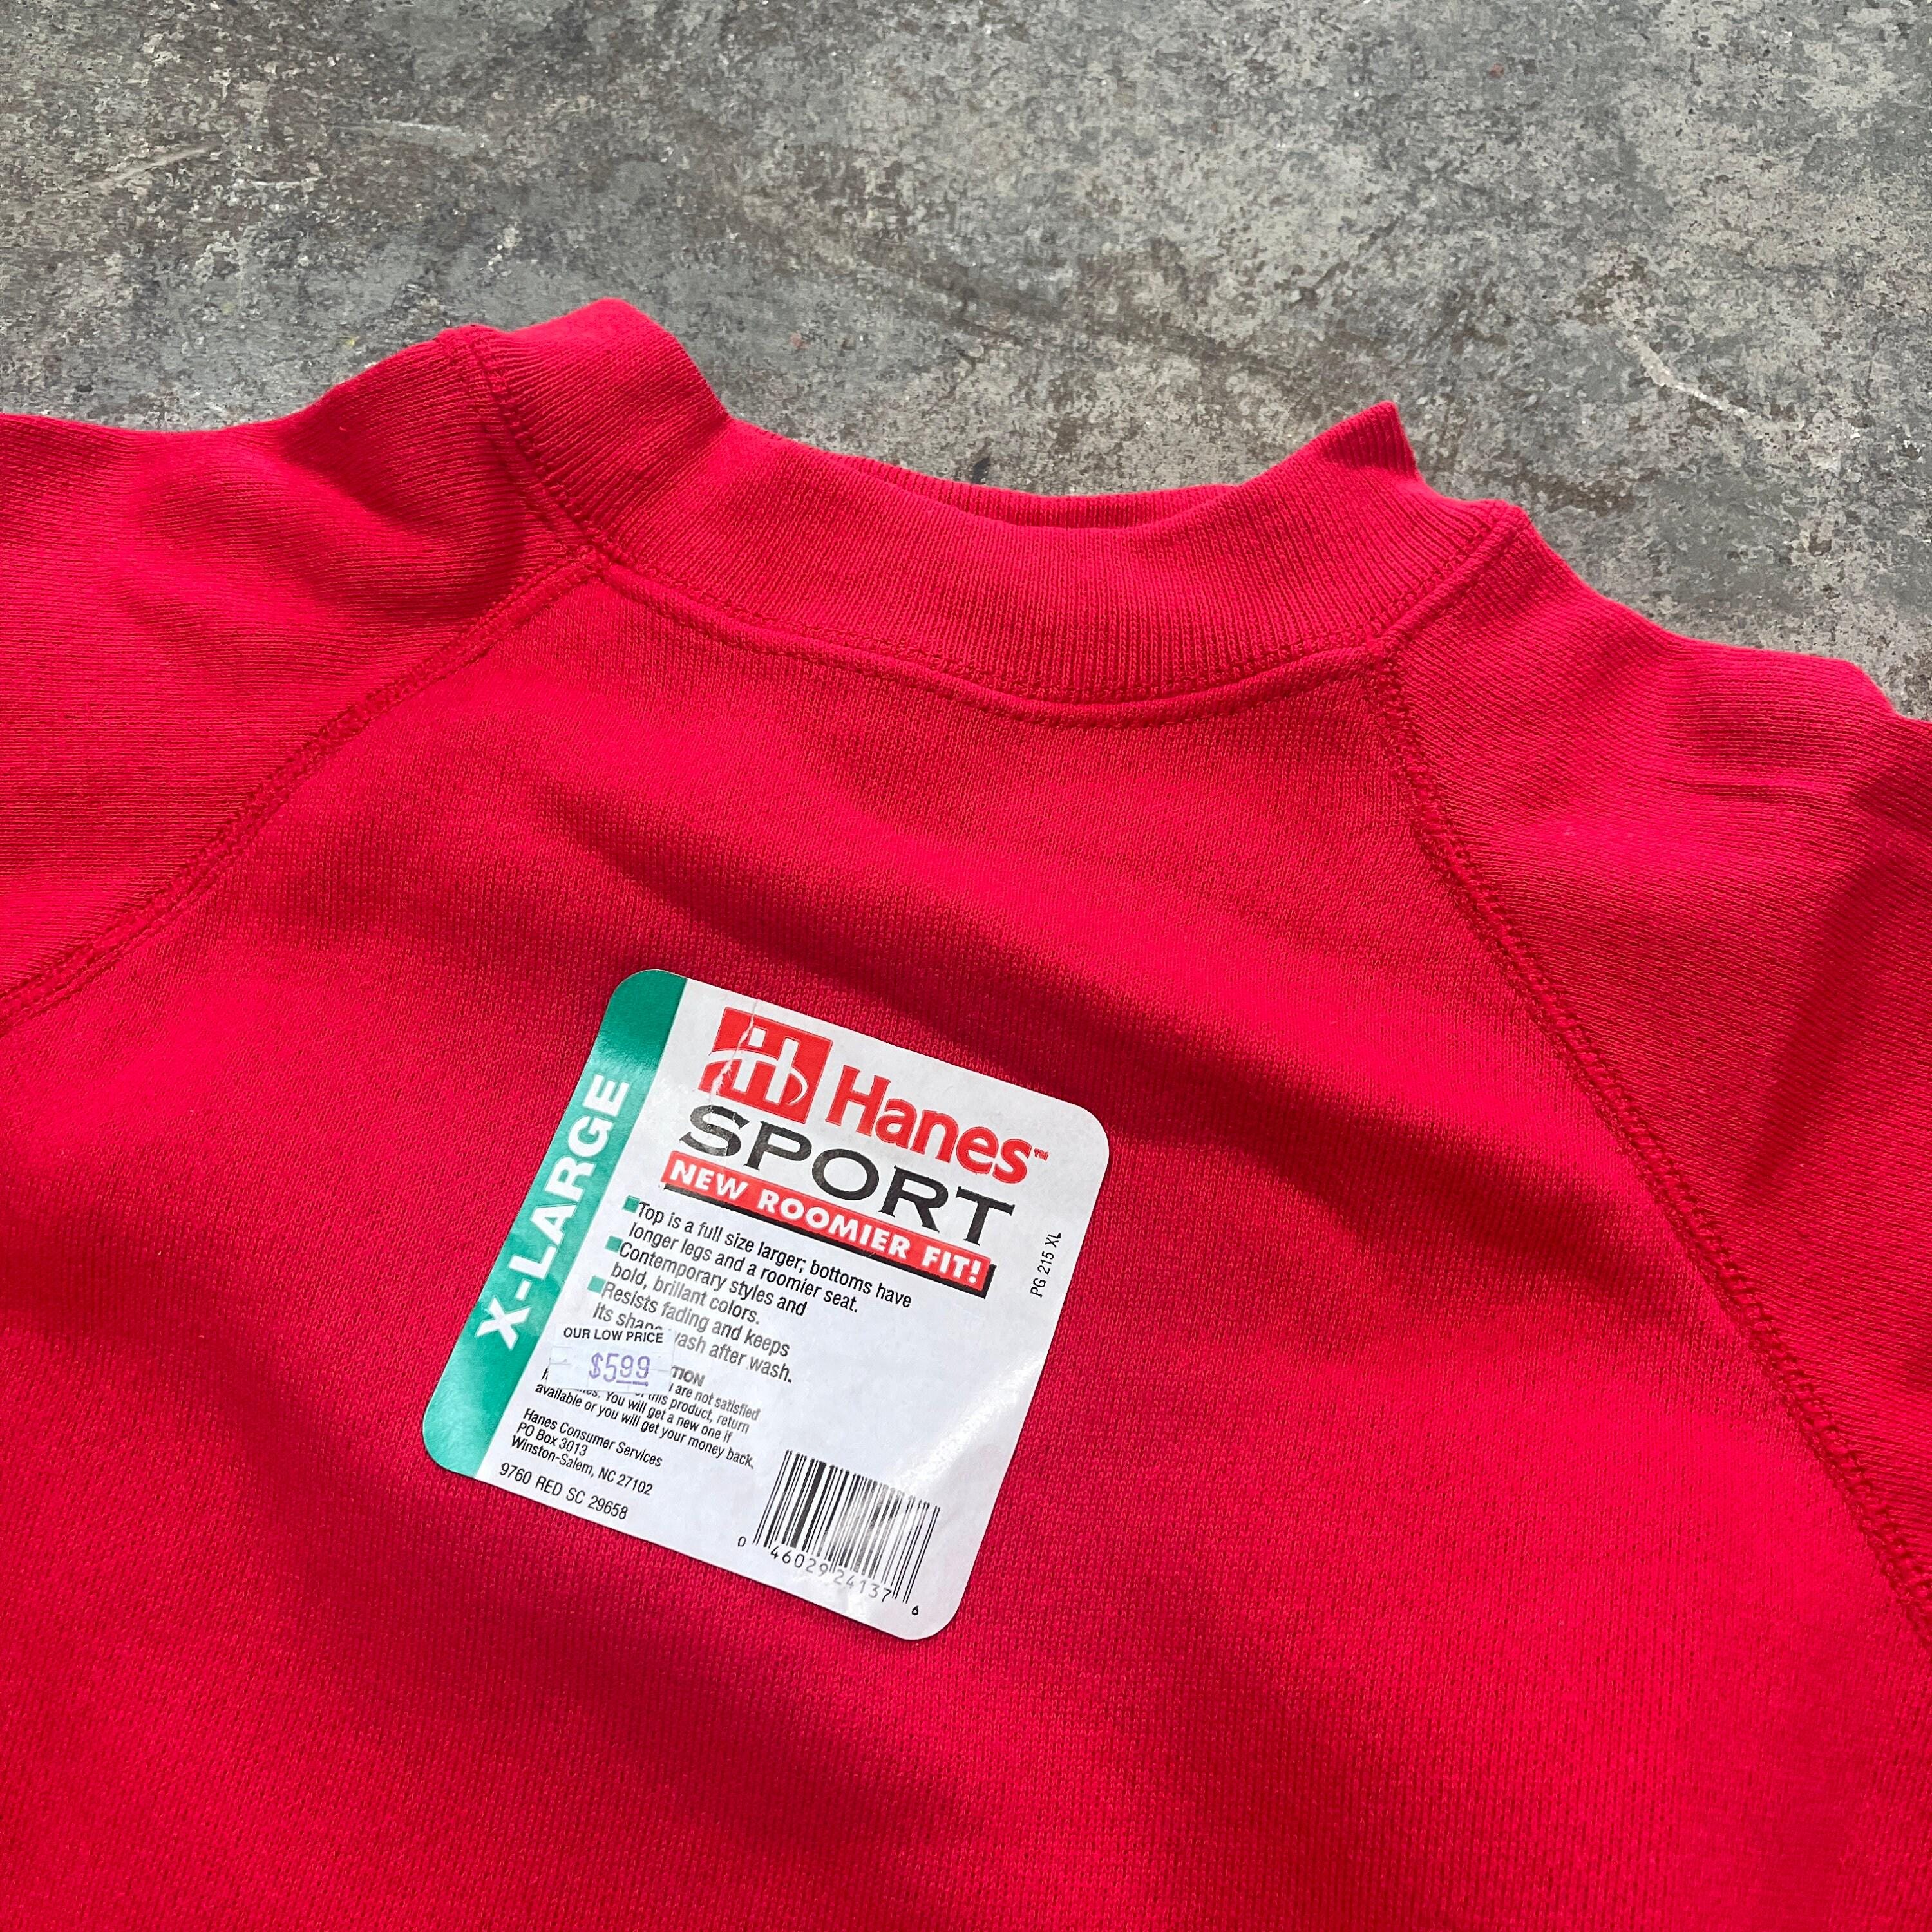 X-LARGE
Hanes™
SPORT
NEW ROOMIER FIT!
Top is a full size larger; bottoms have
longer legs and a roomier seat.
Contemporary styles and
bold, brillant colors.
Resists fading and keeps
its shape wash after wash.
OUR LOW PRICE
$5.99
are not satisfied
this product, return
You will get a new one if
available or you will get your money back.
Hanes Consumer Services
PO Box 3013
Winston-Salem, NC 27102
9760 RED SC 29658
PG 215 XL
0 46029 24137 6